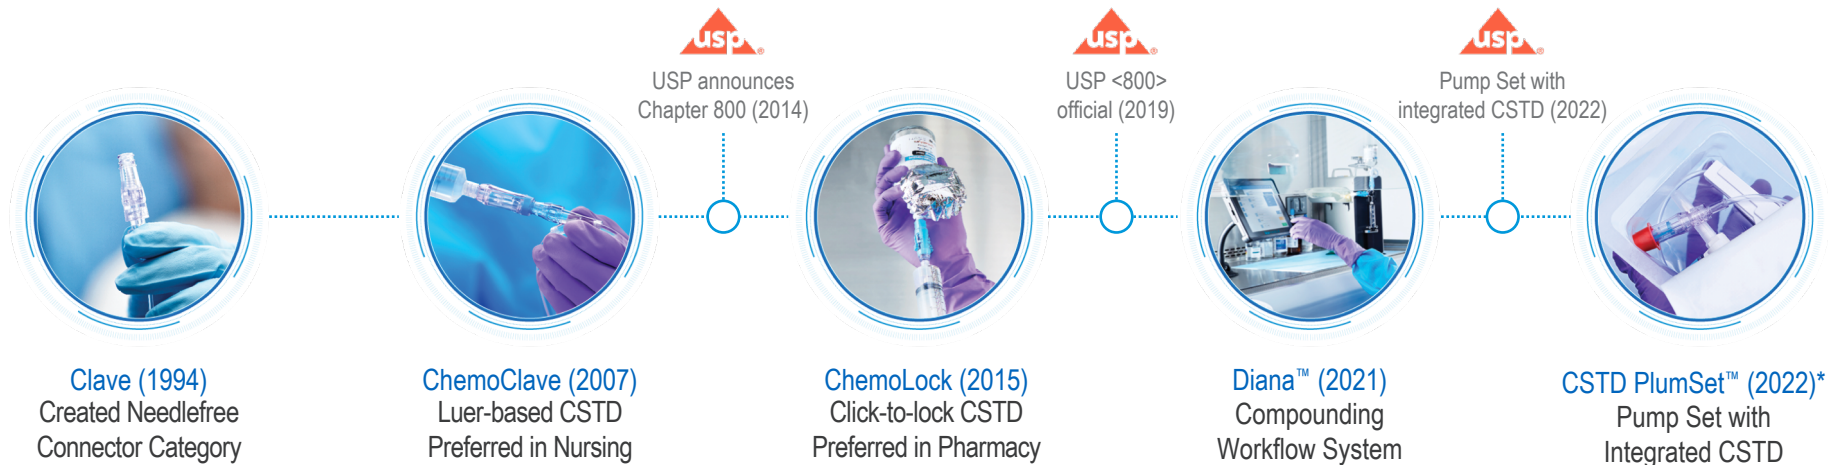 usp®
USP announces
Chapter 800 (2014)
usp®
USP <800>
official (2019)
usp®
Pump Set with
integrated CSTD (2022)
Clave (1994)
Created Needlefree
Connector Category
ChemoClave (2007)
Luer-based CSTD
Preferred in Nursing
ChemoLock (2015)
Click-to-lock CSTD
Preferred in Pharmacy
Diana™ (2021)
Compounding
Workflow System
CSTD PlumSet™ (2022)*
Pump Set with
Integrated CSTD